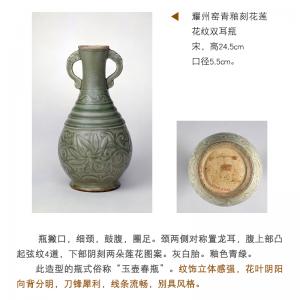 耀州窑青釉刻花莲
花纹双耳瓶
宋，高24.5cm
口径5.5cm。
瓶撇口，细颈，鼓腹，圈足。颈两侧对称置龙耳，腹上部凸
起弦纹4道，下部阴刻两朵莲花图案。灰白胎。釉色青绿。
此造型的瓶式俗称“玉壶春瓶”。纹饰立体感强，花叶阴阳
向背分明，刀锋犀利，线条流畅，别具风格。